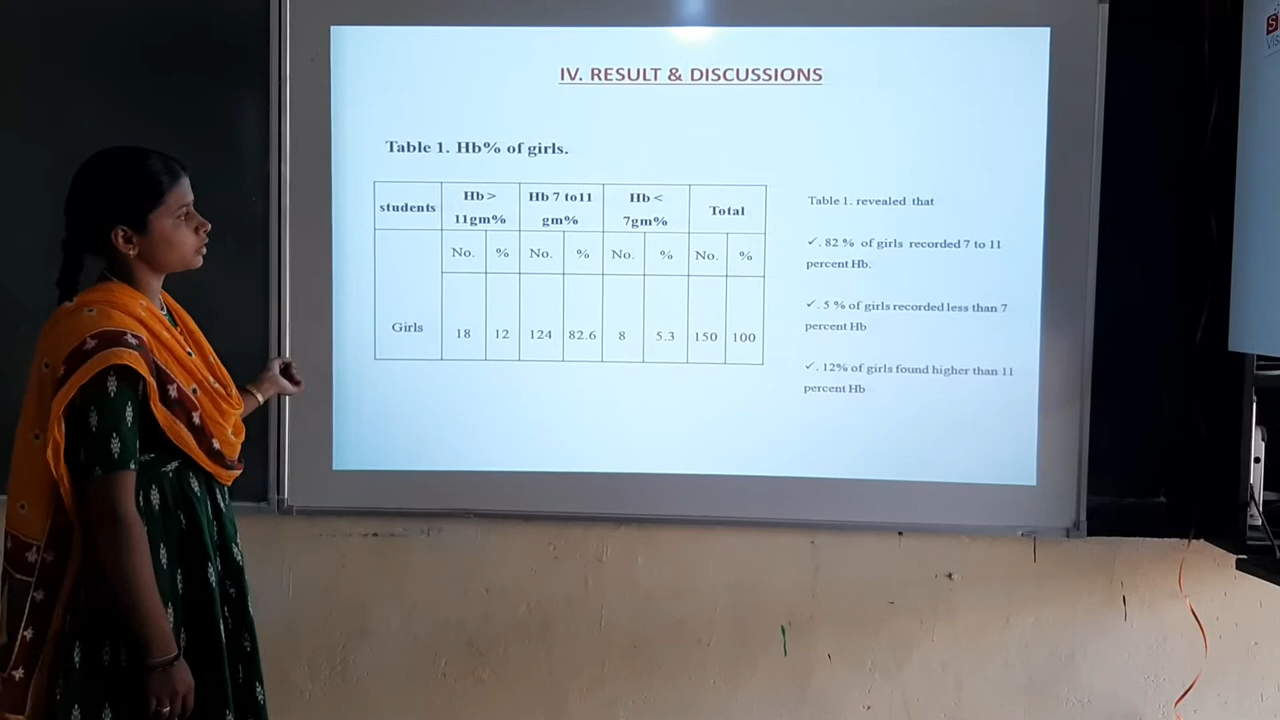 IV. RESULT & DISCUSSIONS
Table 1. Hb% of girls.
students Hb > 11gm% Hb 7 to11 gm% Hb < 7gm% Total
No. % No. % No. % No. %
Girls 18 12 124 82.6 8 5.3 150 100
Table 1. revealed that
✓. 82 % of girls recorded 7 to 11
percent Hb.
✓. 5 % of girls recorded less than 7
percent Hb
✓. 12% of girls found higher than 11
percent Hb